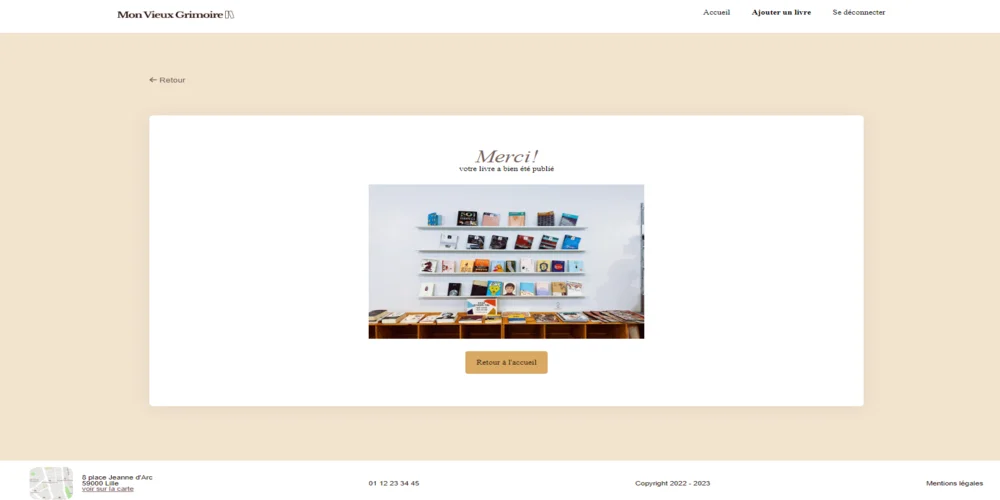 Mon Vieux Grimoire
Accueil
Ajouter un livre
Se déconnecter
← Retour
Merci!
votre livre a bien été publié
Retour à l'accueil
8 place Jeanne d'Arc
59000 Lille
voir sur la carte
01 12 23 34 45
Copyright 2022 - 2023
Mentions légales